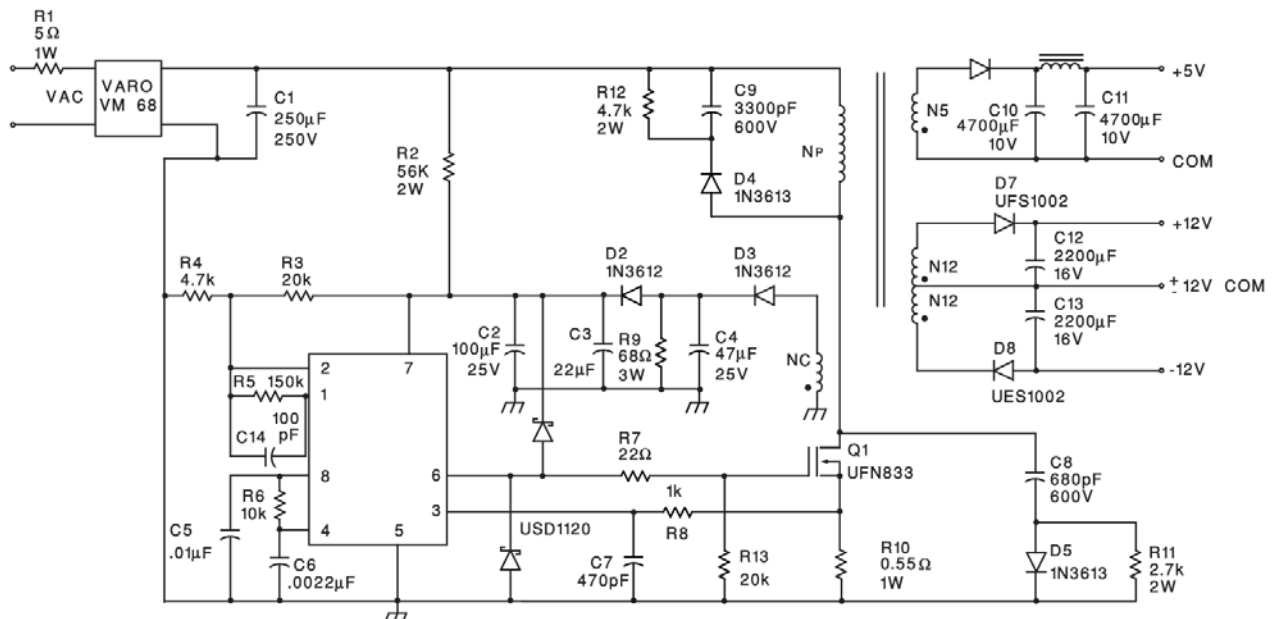 R1
5Ω
1W
VAC
VARO
VM 68
C1
250µF
250V
R2
56K
2W
R12
4.7k
2W
C9
3300pF
600V
D4
1N3613
NP
N5
C10
4700µF
10V
C11
4700µF
10V
+5V
COM
D7
UFS1002
+12V
N12
N12
C12
2200µF
16V
± 12V COM
C13
2200µF
16V
D8
UES1002
-12V
R4
4.7k
R3
20k
D2
1N3612
D3
1N3612
C2
100µF
25V
C3
22µF
R9
68Ω
3W
C4
47µF
25V
NC
R5 150k
C14
100
pF
2
1
7
8
4
5
6
3
R6
10k
C5
.01µF
C6
.0022µF
USD1120
R7
22Ω
1k
R8
C7
470pF
R13
20k
Q1
UFN833
R10
0.55Ω
1W
C8
680pF
600V
D5
1N3613
R11
2.7k
2W